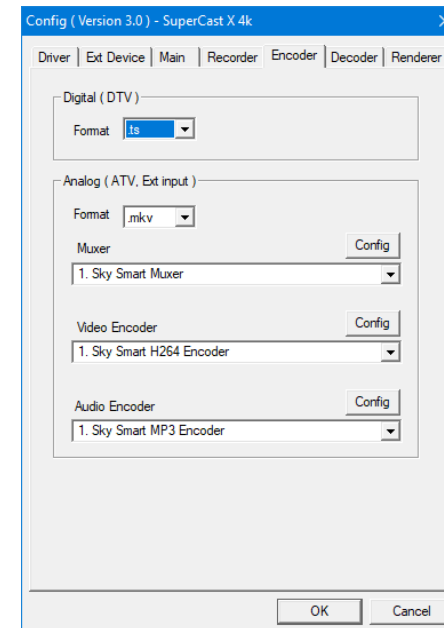 Config ( Version 3.0 ) - SuperCast X 4k
Driver Ext Device Main Recorder Encoder Decoder Renderer
Digital ( DTV )
Format .ts
Analog ( ATV, Ext input )
Format .mkv
Muxer Config
1. Sky Smart Muxer
Video Encoder Config
1. Sky Smart H264 Encoder
Audio Encoder Config
1. Sky Smart MP3 Encoder
OK Cancel